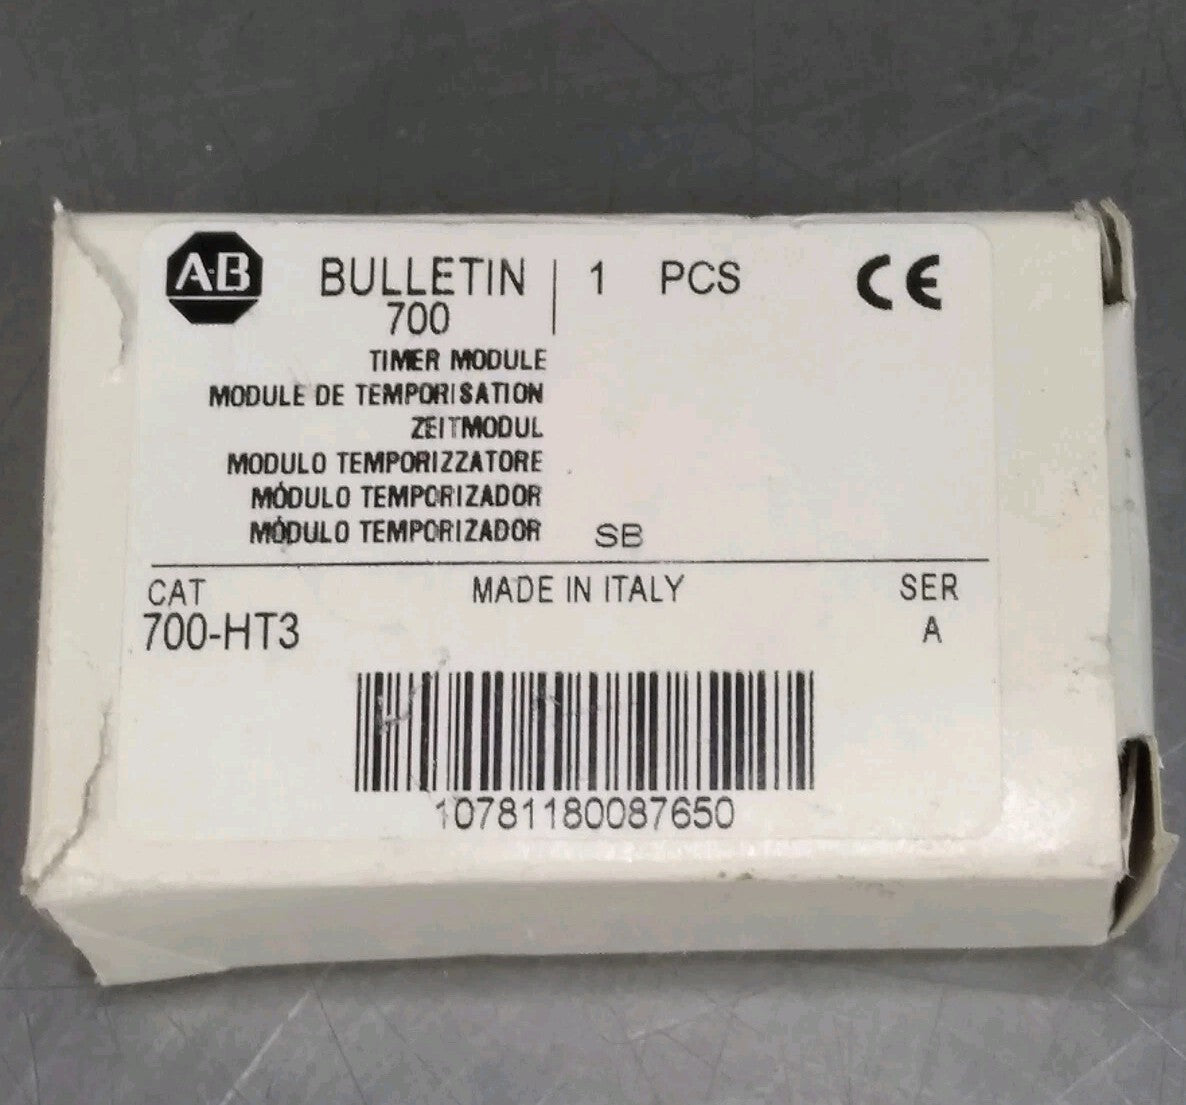 A-B BULLETIN 1 PCS CE
700
TIMER MODULE
MODULE DE TEMPORISATION
ZEITMODUL
MODULO TEMPORIZZATORE
MÓDULO TEMPORIZADOR
MÓDULO TEMPORIZADOR SB
CAT MADE IN ITALY SER
700-HT3 A
10781180087650